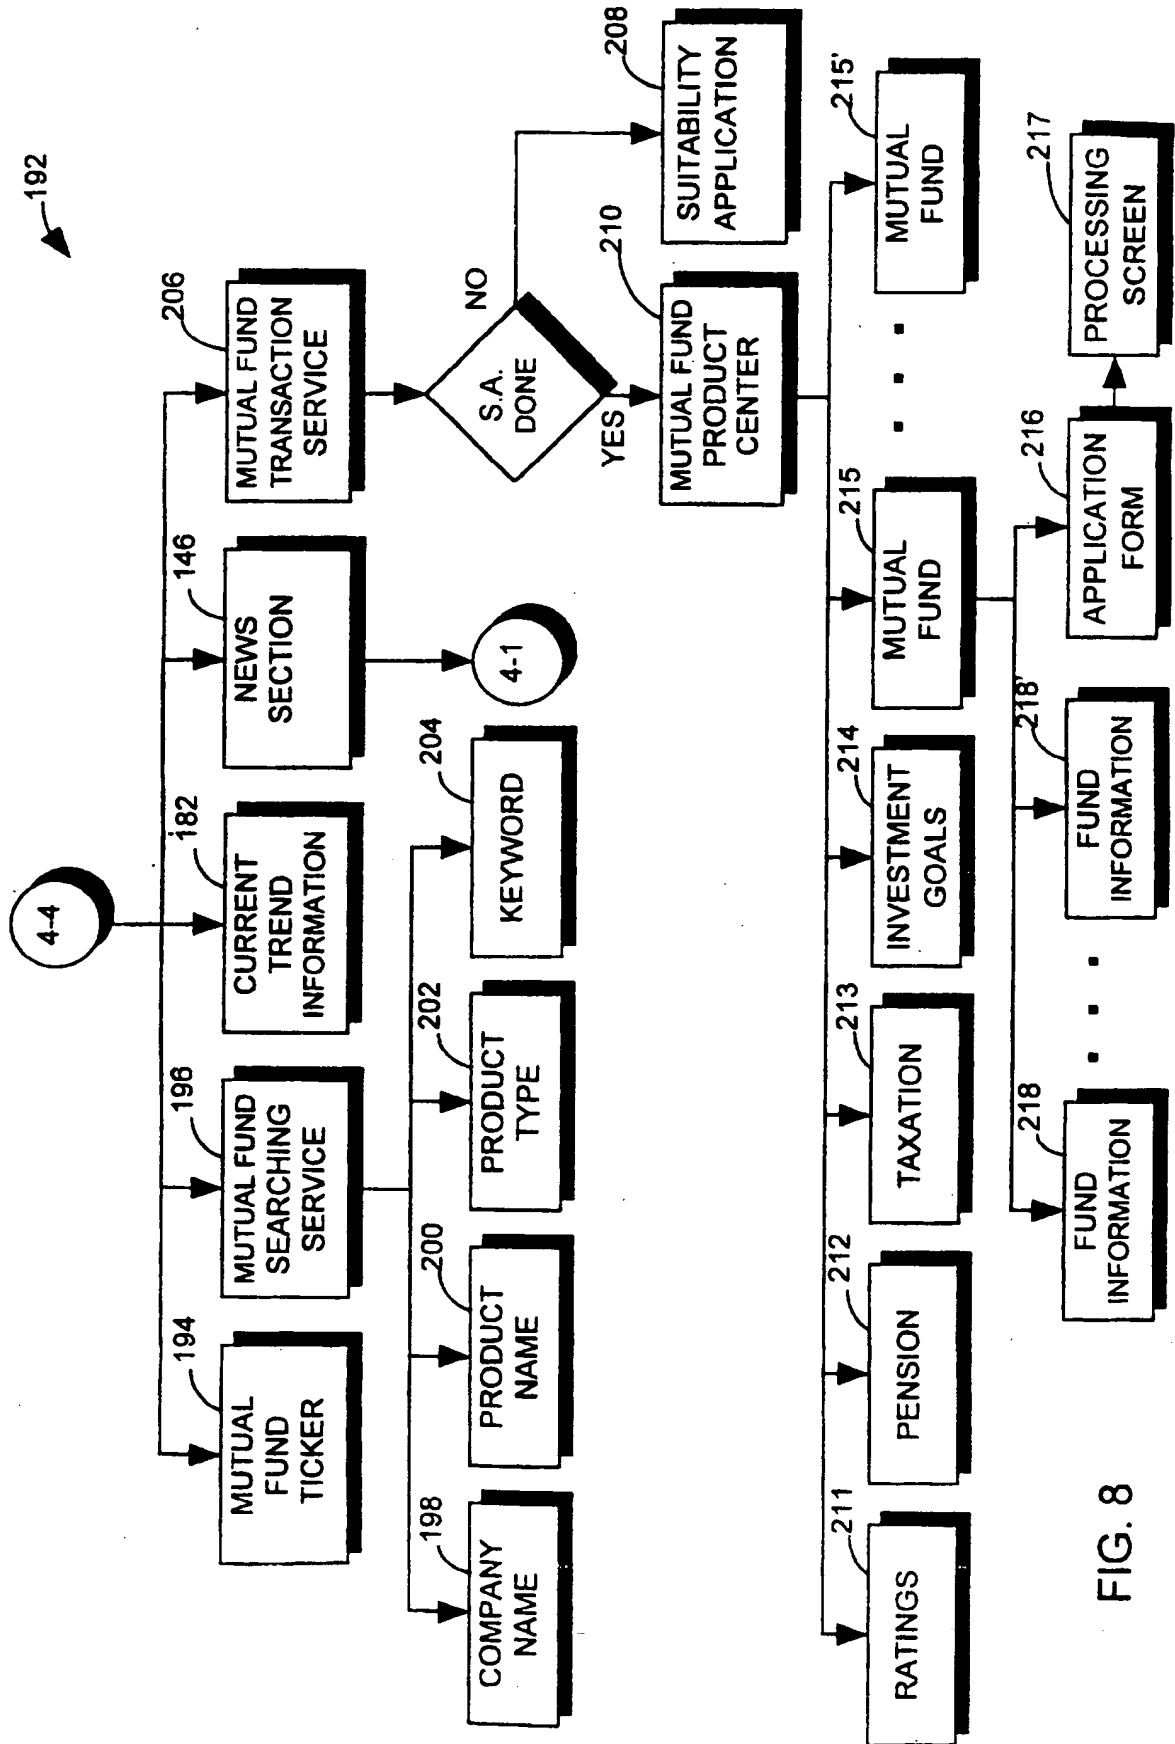 192
4-4
194
MUTUAL
FUND
TICKER
196
MUTUAL FUND
SEARCHING
SERVICE
182
CURRENT
TREND
INFORMATION
146
NEWS
SECTION
206
MUTUAL FUND
TRANSACTION
SERVICE
198
COMPANY
NAME
200
PRODUCT
NAME
202
PRODUCT
TYPE
204
KEYWORD
4-1
S.A.
DONE
NO
YES
208
SUITABILITY
APPLICATION
210
MUTUAL FUND
PRODUCT
CENTER
211
RATINGS
212
PENSION
213
TAXATION
214
INVESTMENT
GOALS
215
MUTUAL
FUND
215'
MUTUAL
FUND
218
FUND
INFORMATION
218'
FUND
INFORMATION
216
APPLICATION
FORM
217
PROCESSING
SCREEN
FIG. 8